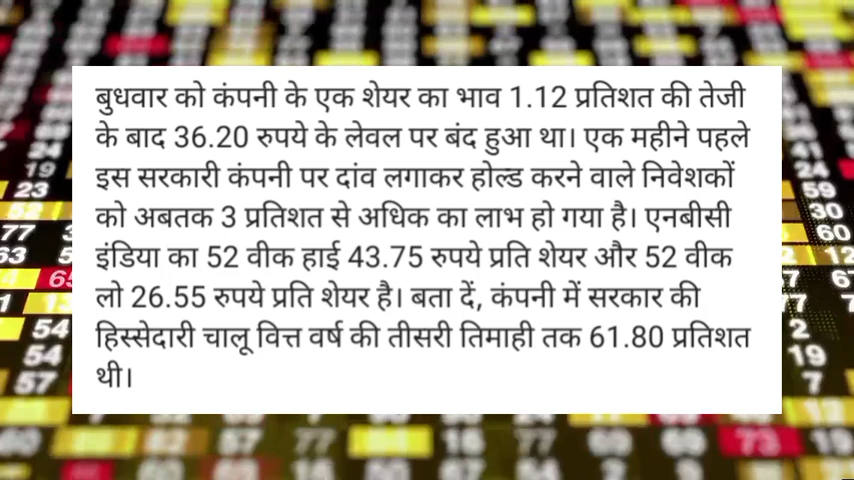 बुधवार को कंपनी के एक शेयर का भाव 1.12 प्रतिशत की तेजी
के बाद 36.20 रुपये के लेवल पर बंद हुआ था। एक महीने पहले
इस सरकारी कंपनी पर दांव लगाकर होल्ड करने वाले निवेशकों
को अबतक 3 प्रतिशत से अधिक का लाभ हो गया है। एनबीसी
इंडिया का 52 वीक हाई 43.75 रुपये प्रति शेयर और 52 वीक
लो 26.55 रुपये प्रति शेयर है। बता दें, कंपनी में सरकार की
हिस्सेदारी चालू वित्त वर्ष की तीसरी तिमाही तक 61.80 प्रतिशत
थी।